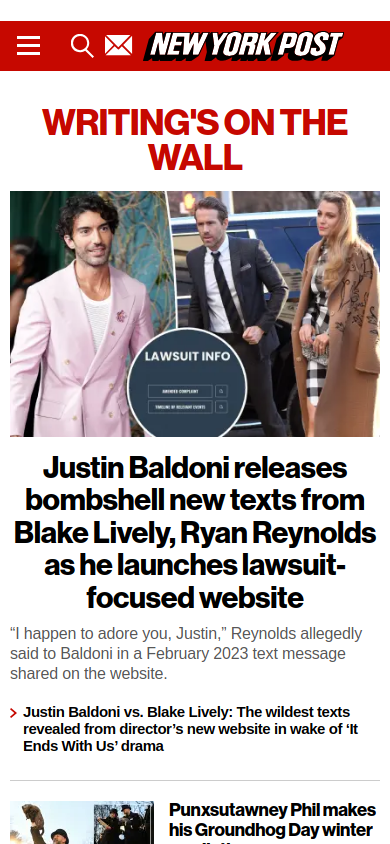 NEW YORK POST
WRITING'S ON THE
WALL
LAWSUIT INFO
AMENDED COMPLAINT
TIMELINE OF RELEVANT EVENTS
Justin Baldoni releases
bombshell new texts from
Blake Lively, Ryan Reynolds
as he launches lawsuit-
focused website
“I happen to adore you, Justin,” Reynolds allegedly
said to Baldoni in a February 2023 text message
shared on the website.
Justin Baldoni vs. Blake Lively: The wildest texts
revealed from director’s new website in wake of ‘It
Ends With Us’ drama
Punxsutawney Phil makes
his Groundhog Day winter